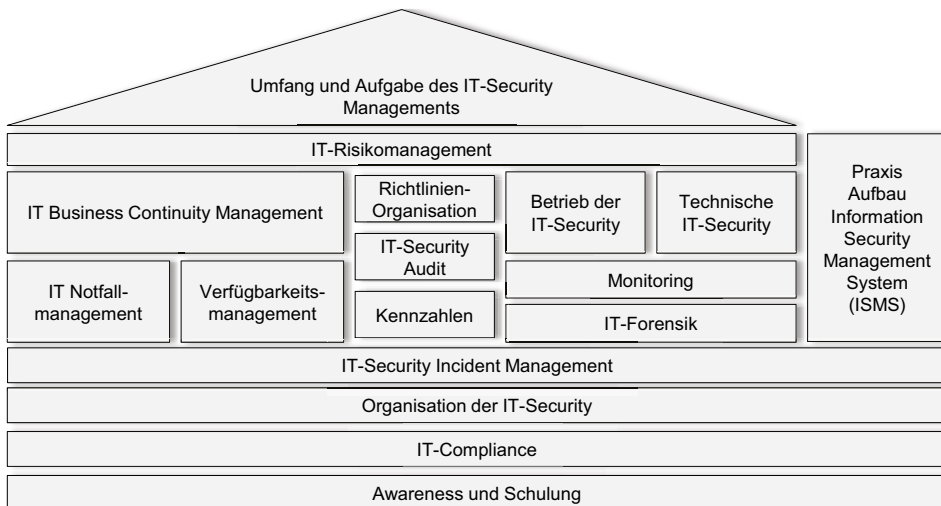 Umfang und Aufgabe des IT-Security
Managements
IT-Risikomanagement
IT Business Continuity Management
Richtlinien-
Organisation
Betrieb der
IT-Security
Technische
IT-Security
Praxis
Aufbau
Information
Security
Management
System
(ISMS)
IT-Security
Audit
IT Notfall-
management
Verfügbarkeits-
management
Kennzahlen
Monitoring
IT-Forensik
IT-Security Incident Management
Organisation der IT-Security
IT-Compliance
Awareness und Schulung